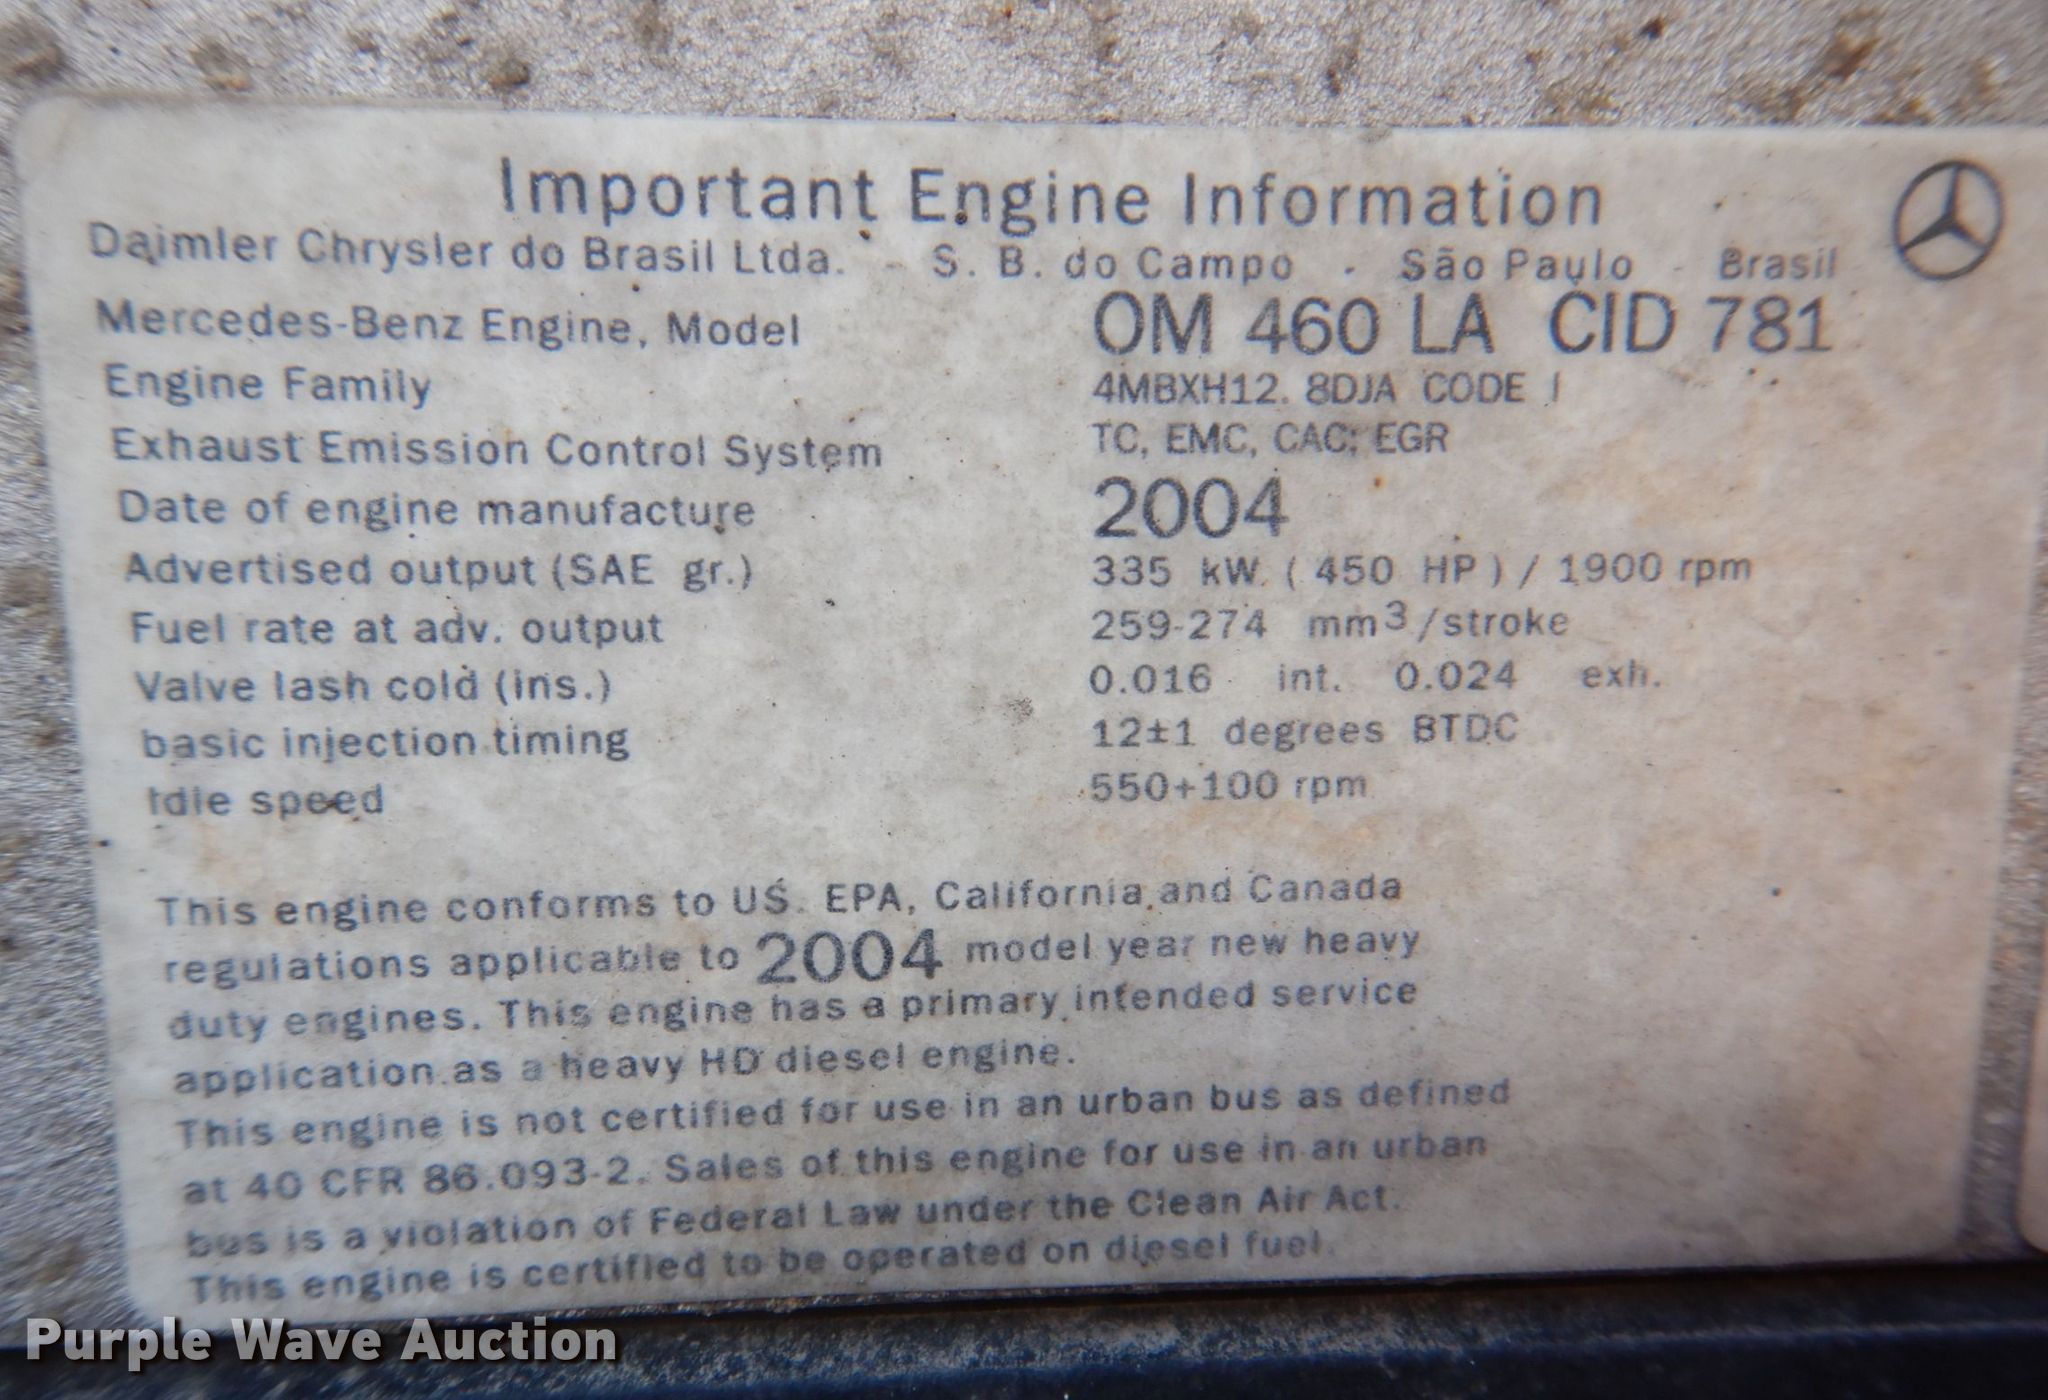 Important Engine Information
Daimler Chrysler do Brasil Ltda. - S. B. do Campo - São Paulo - Brasil
Mercedes-Benz Engine, Model OM 460 LA CID 781
Engine Family 4MBXH12. 8DJA CODE I
Exhaust Emission Control System TC, EMC, CAC; EGR
Date of engine manufacture 2004
Advertised output (SAE gr.) 335 kW. ( 450 HP ) / 1900 rpm
Fuel rate at adv. output 259-274 mm3/stroke
Valve lash cold (ins.) 0.016 int. 0.024 exh.
basic injection timing 12±1 degrees BTDC
Idle speed 550+100 rpm
This engine conforms to US. EPA, California and Canada
regulations applicable to 2004 model year new heavy
duty engines. This engine has a primary intended service
application as a heavy HD diesel engine.
This engine is not certified for use in an urban bus as defined
at 40 CFR 86.093-2. Sales of this engine for use in an urban
bus is a violation of Federal Law under the Clean Air Act.
This engine is certified to be operated on diesel fuel.
Purple Wave Auction